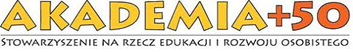 AKADEMIA+50
STOWARZYSZENIE NA RZECZ EDUKACJI I ROZWOJU OSOBISTEGO